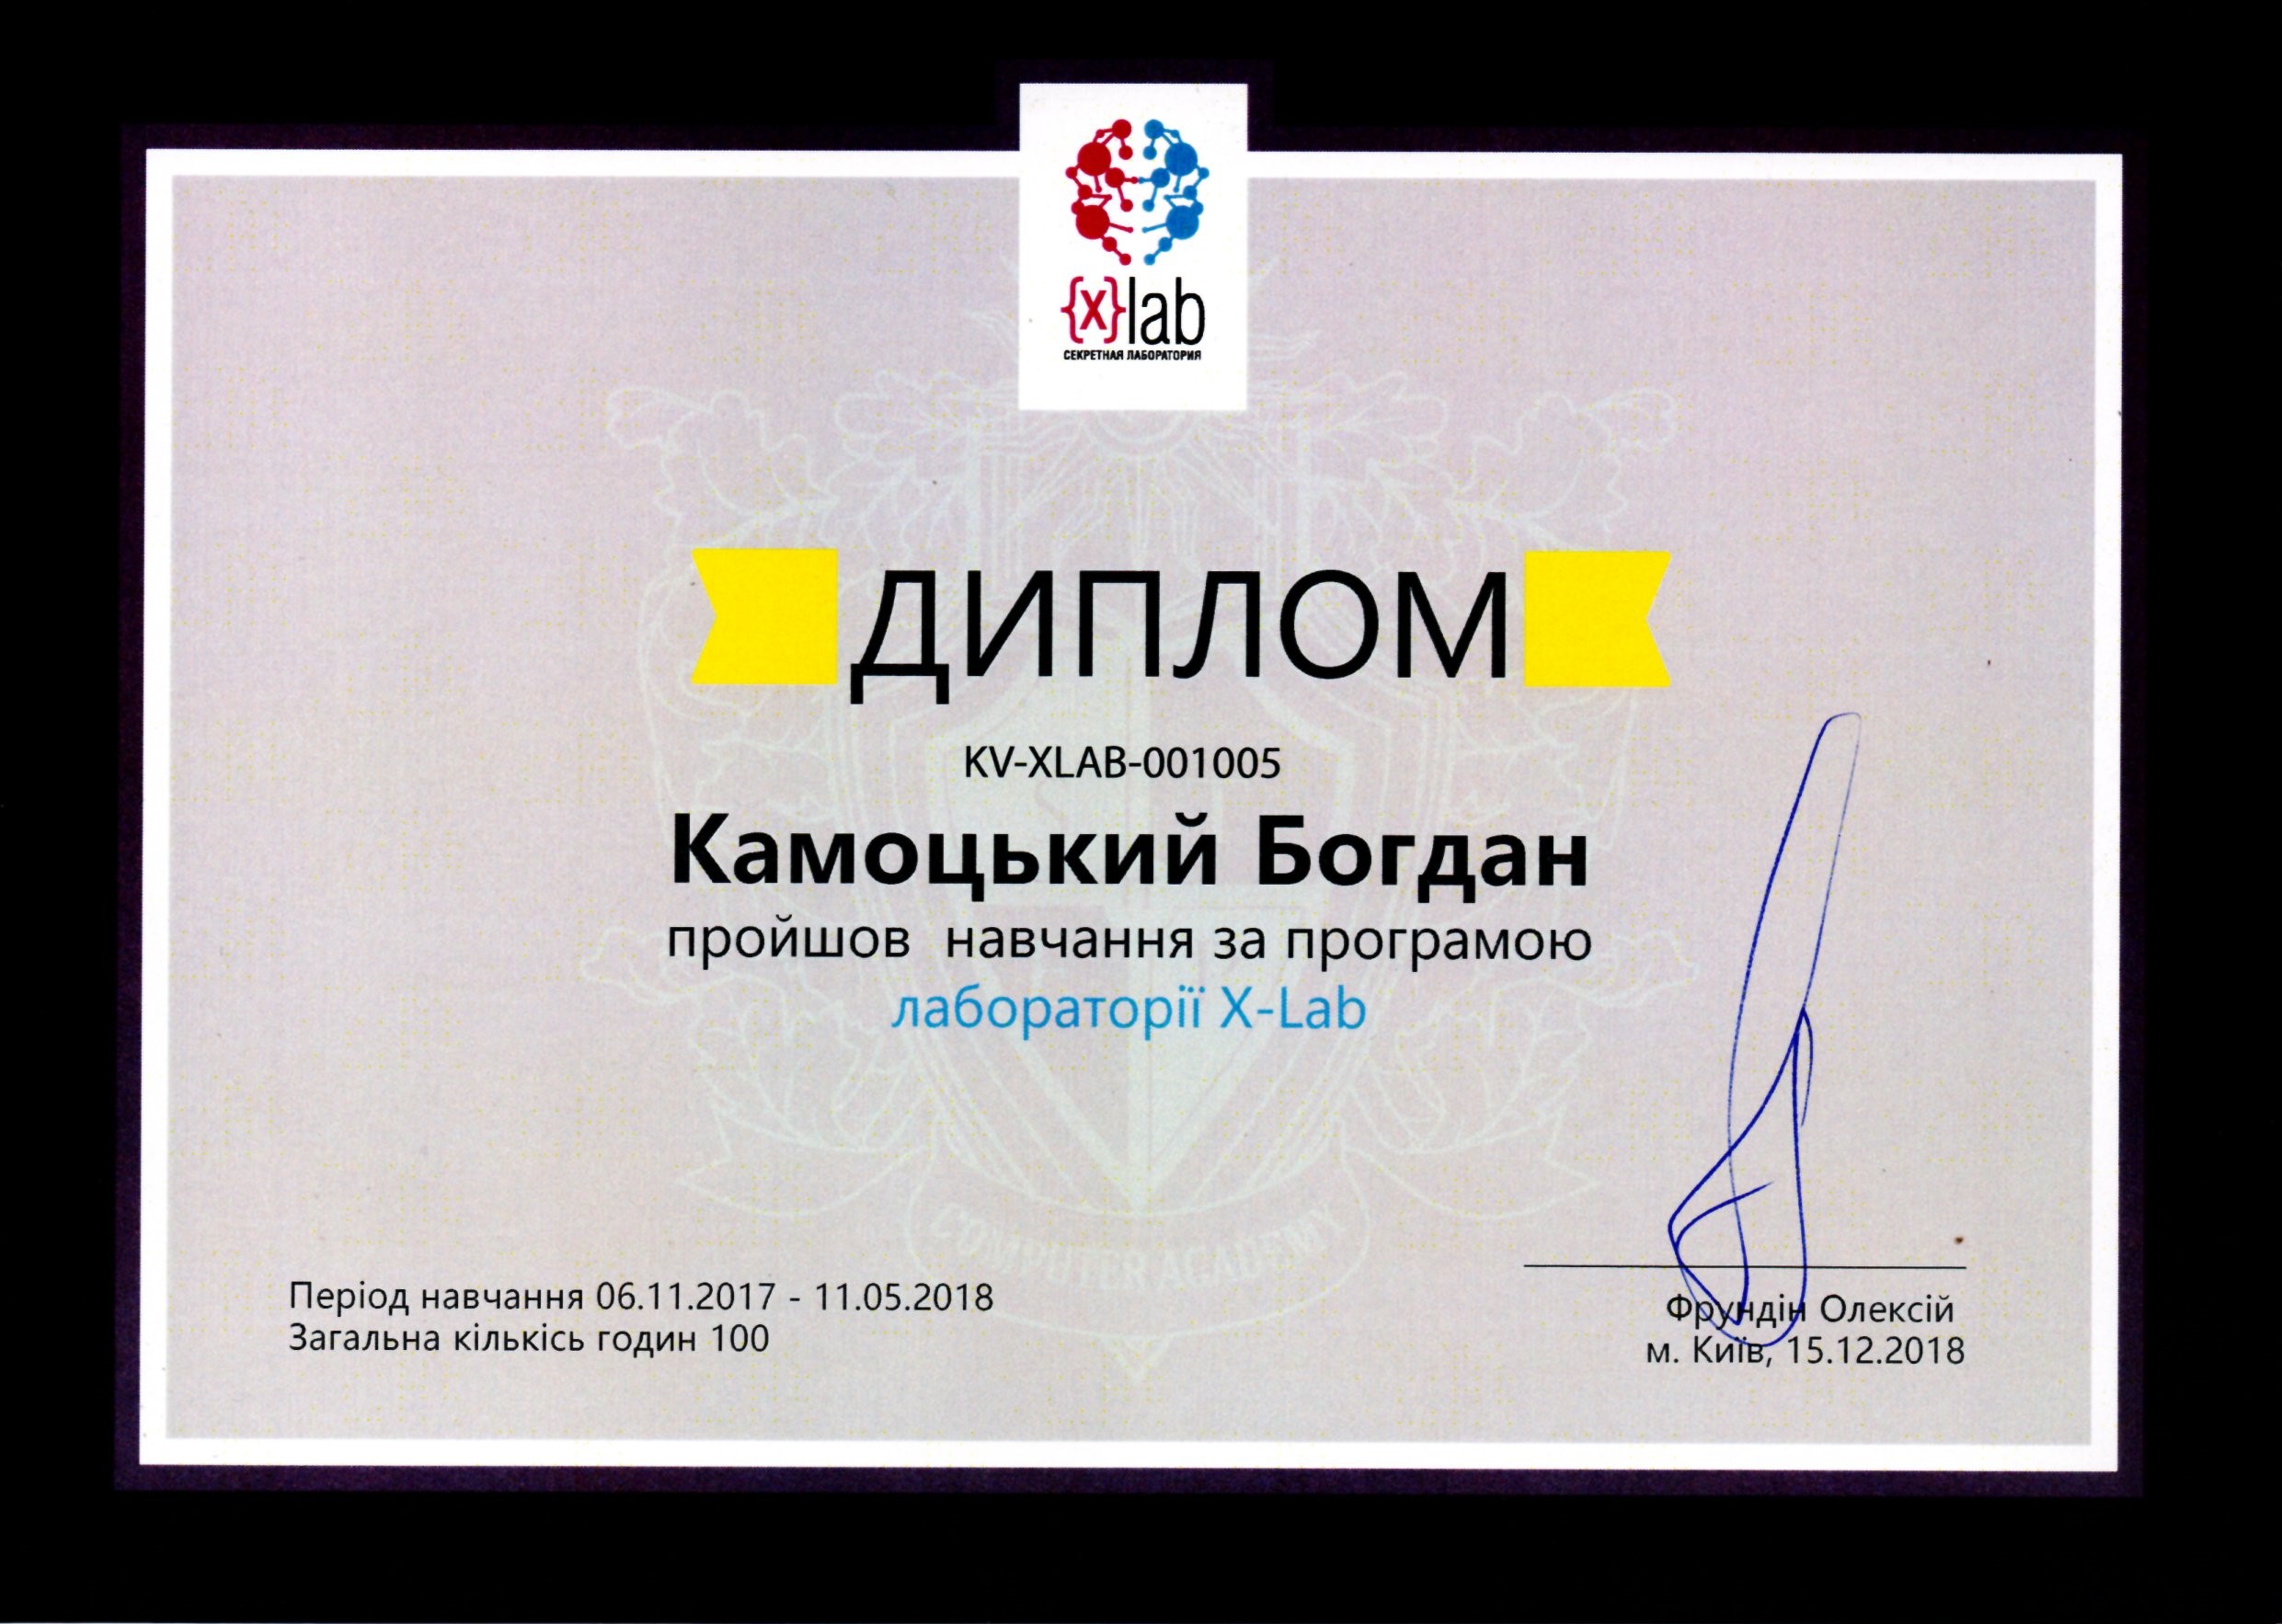 {x}lab
СЕКРЕТНАЯ ЛАБОРАТОРИЯ
ДИПЛОМ
KV-XLAB-001005
Камоцький Богдан
пройшов навчання за програмою
лабораторії X-Lab
COMPUTER ACADEMY
Період навчання 06.11.2017 - 11.05.2018
Загальна кількісь годин 100
Фрундін Олексій
м. Київ, 15.12.2018